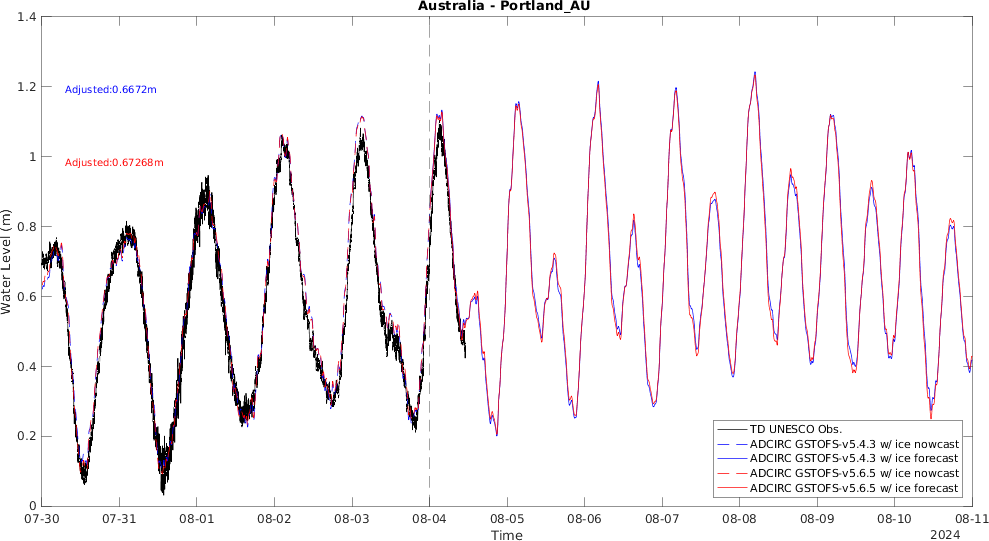 Australia - Portland_AU
1.4
1.2
1
0.8
0.6
0.4
0.2
0
Water Level (m)
Adjusted:0.6672m
Adjusted:0.67268m
TD UNESCO Obs.
ADCIRC GSTOFS-v5.4.3 w/ ice nowcast
ADCIRC GSTOFS-v5.4.3 w/ ice forecast
ADCIRC GSTOFS-v5.6.5 w/ ice nowcast
ADCIRC GSTOFS-v5.6.5 w/ ice forecast
07-30 07-31 08-01 08-02 08-03 08-04 08-05 08-06 08-07 08-08 08-09 08-10 08-11
Time
2024